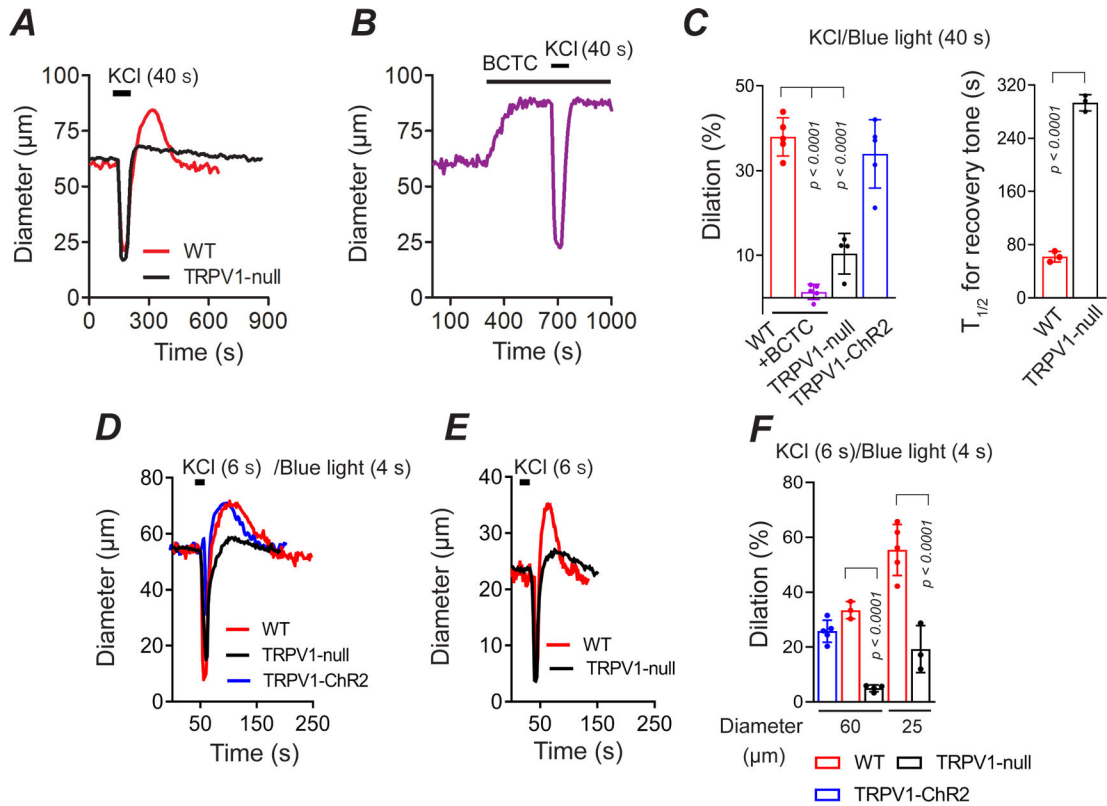 A
KCl (40 s)
100
75
50
25
0
Diameter (µm)
WT
TRPV1-null
0 300 600 900
Time (s)
B
KCl (40 s)
BCTC
100
75
50
25
0
Diameter (µm)
100 400 700 1000
Time (s)
C
KCl/Blue light (40 s)
50
30
10
Dilation (%)
p < 0.0001
p < 0.0001
WT
+BCTC
TRPV1-null
TRPV1-ChR2
320
240
160
80
0
T1/2 for recovery tone (s)
p < 0.0001
WT
TRPV1-null
D
KCl (6 s) /Blue light (4 s)
80
60
40
20
0
Diameter (µm)
WT
TRPV1-null
TRPV1-ChR2
50 150 250
Time (s)
E
KCl (6 s)
40
30
20
10
0
Diameter (µm)
WT
TRPV1-null
50 150 250
Time (s)
F
KCl (6 s)/Blue light (4 s)
80
60
40
20
0
Dilation (%)
p < 0.0001
p < 0.0001
Diameter 60 25
(µm)
WT TRPV1-null
TRPV1-ChR2